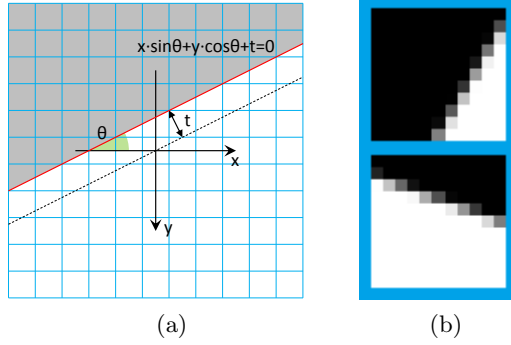 x·sinθ+y·cosθ+t=0
θ
t
x
y
(a)
(b)